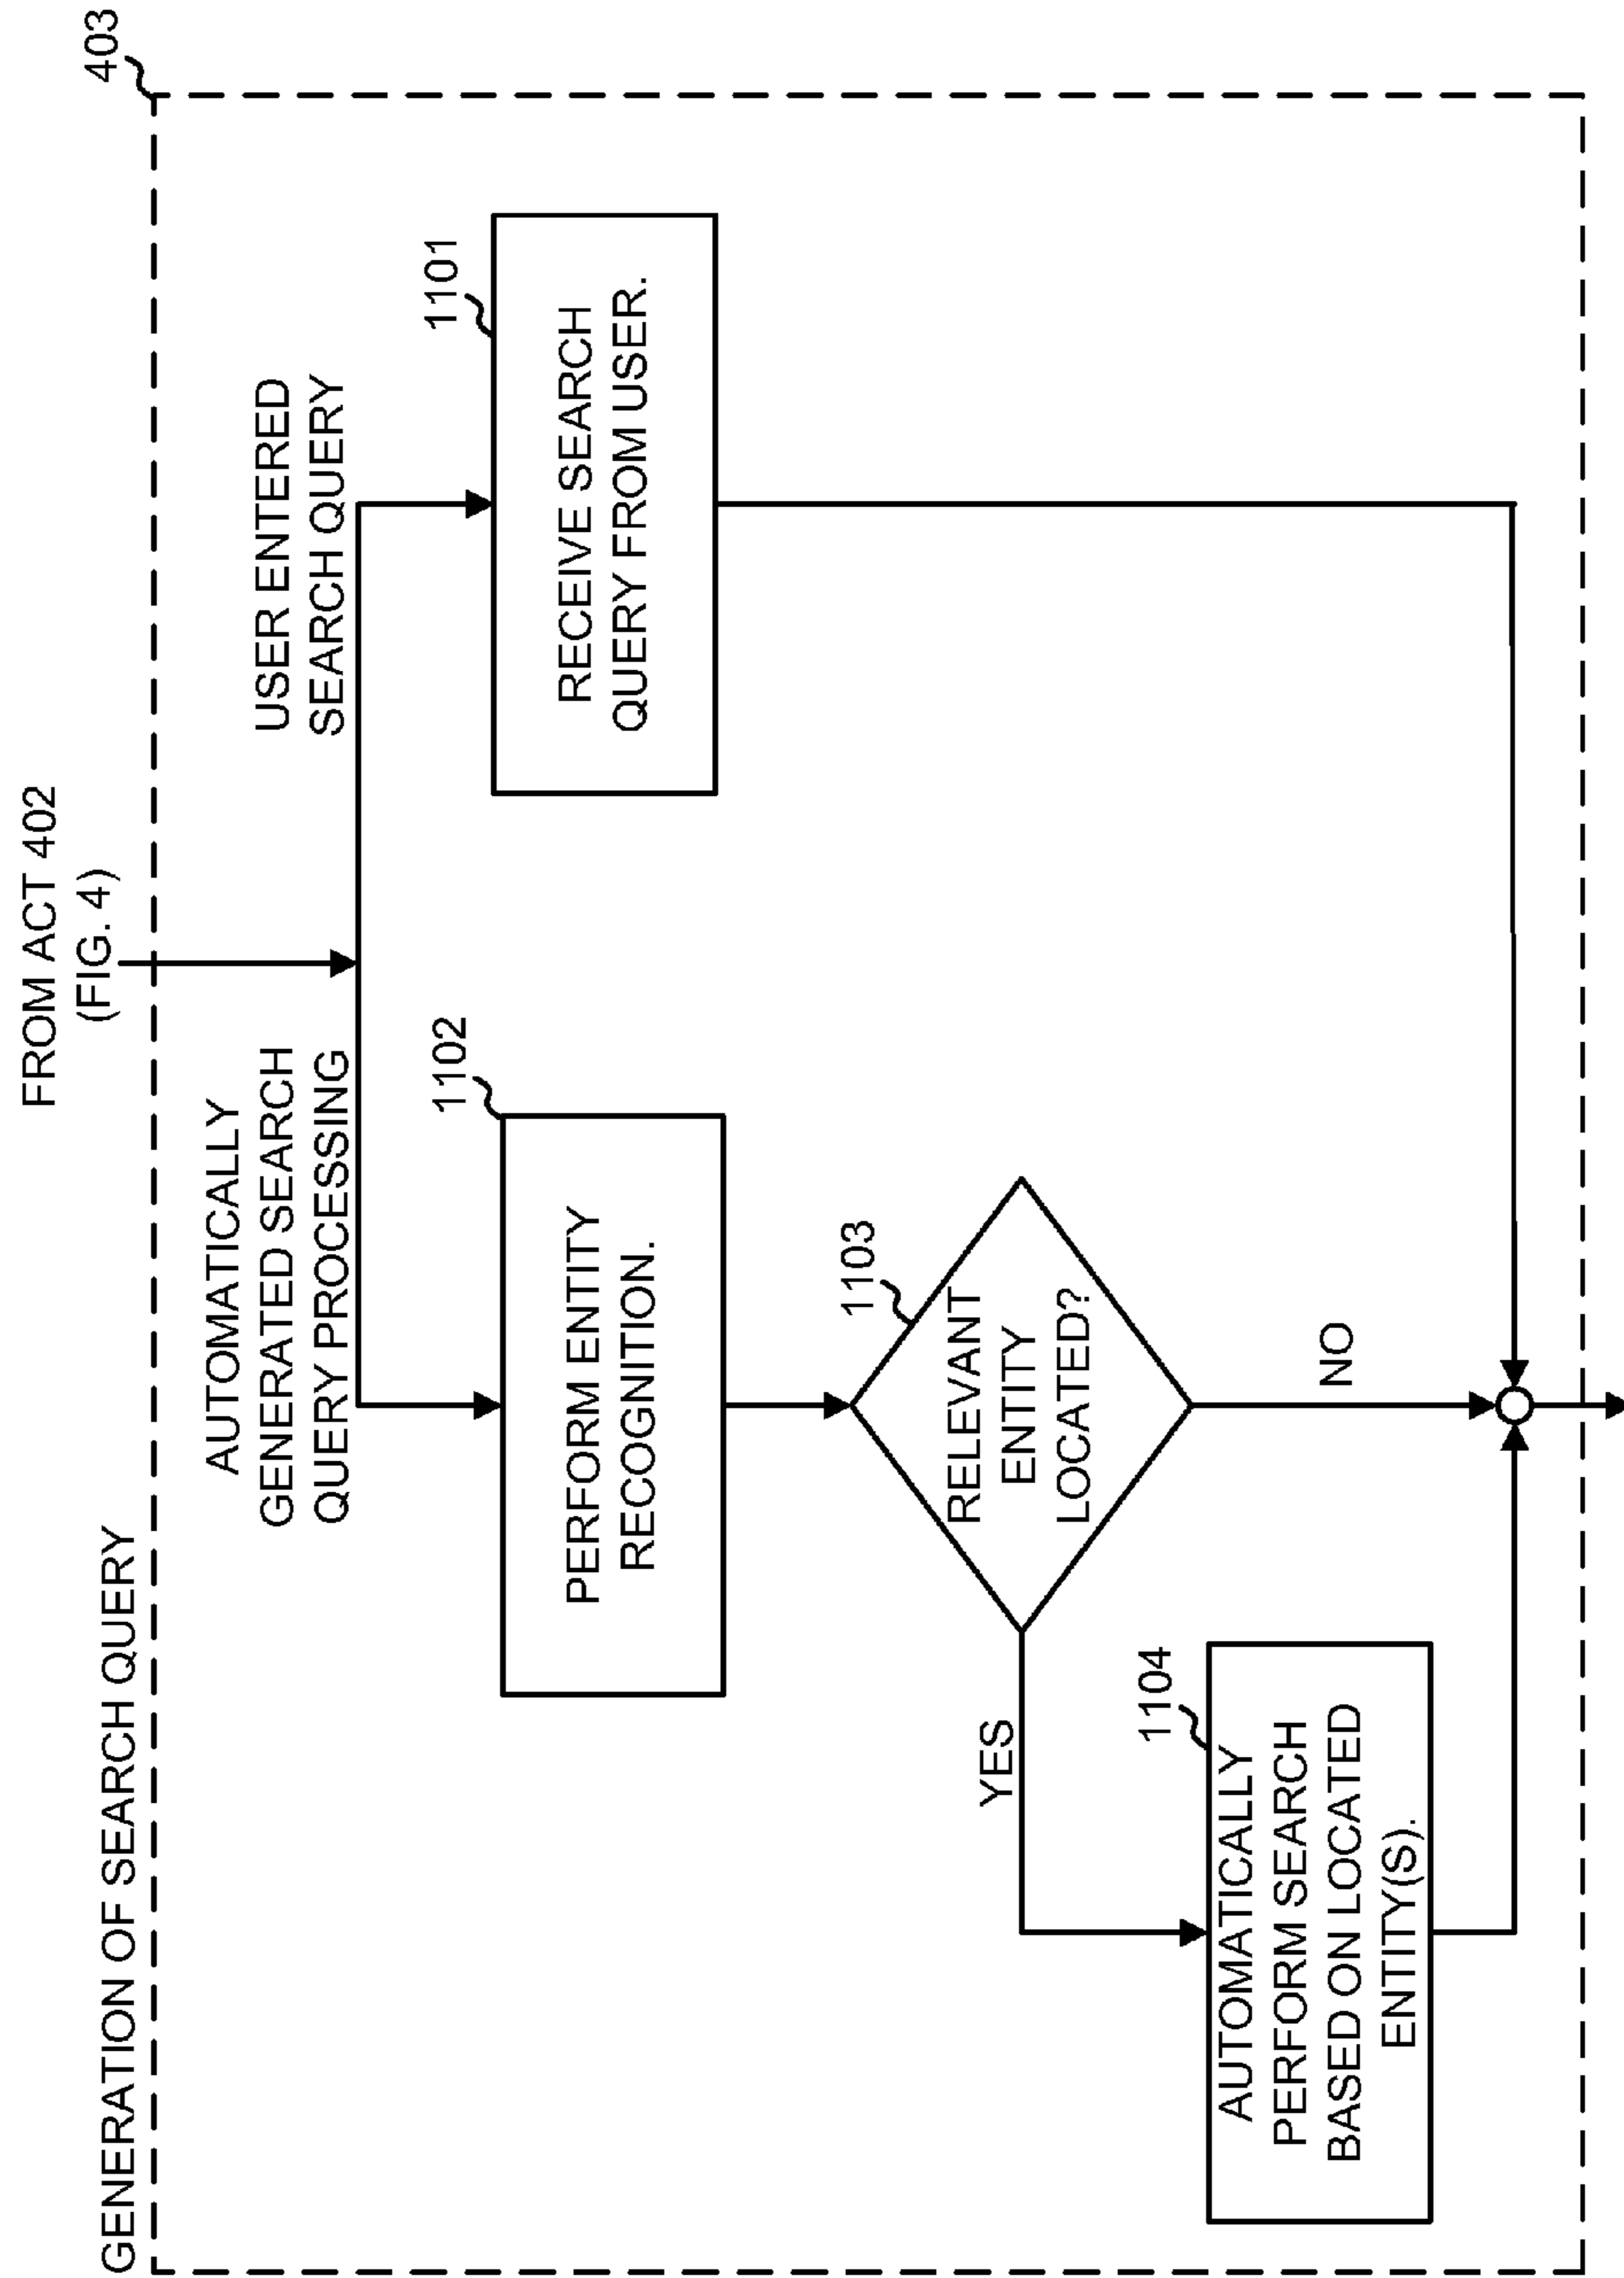 FROM ACT 402
(FIG. 4)
GENERATION OF SEARCH QUERY
403
AUTOMATICALLY
GENERATED SEARCH
QUERY PROCESSING
USER ENTERED
SEARCH QUERY
1102
PERFORM ENTITY
RECOGNITION.
1101
RECEIVE SEARCH
QUERY FROM USER.
1103
RELEVANT
ENTITY
LOCATED?
YES
NO
1104
AUTOMATICALLY
PERFORM SEARCH
BASED ON LOCATED
ENTITY(S).